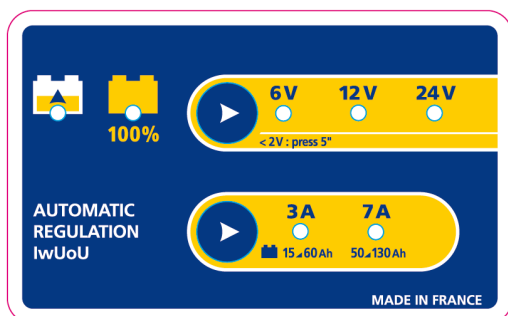 6V 12V 24V
100%
< 2V : press 5"
AUTOMATIC
REGULATION
IwUoU
3A 7A
15⊿60Ah 50⊿130Ah
MADE IN FRANCE